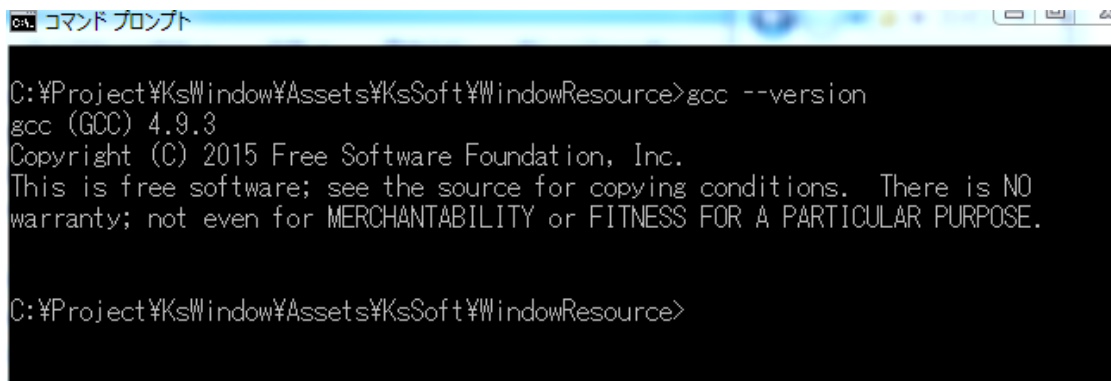 コマンド プロンプト
C:¥Project¥KsWindow¥Assets¥KsSoft¥WindowResource>gcc --version
gcc (GCC) 4.9.3
Copyright (C) 2015 Free Software Foundation, Inc.
This is free software; see the source for copying conditions.  There is NO
warranty; not even for MERCHANTABILITY or FITNESS FOR A PARTICULAR PURPOSE.
C:¥Project¥KsWindow¥Assets¥KsSoft¥WindowResource>